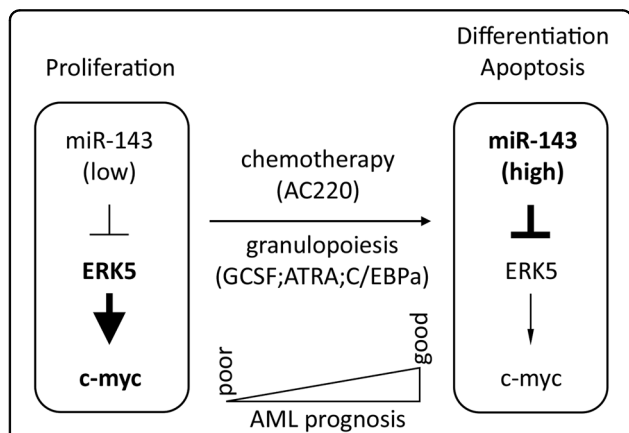 Proliferation
miR-143
(low)
ERK5
c-myc
chemotherapy
(AC220)
granulopoiesis
(GCSF;ATRA;C/EBPa)
poor
good
AML prognosis
Differentiation
Apoptosis
miR-143
(high)
ERK5
c-myc